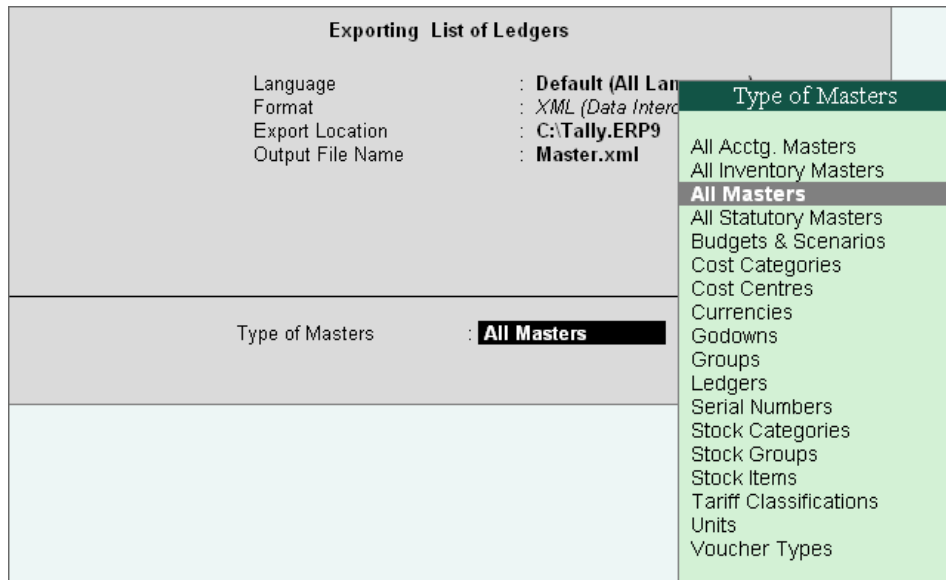 Exporting List of Ledgers
Language : Default (All Lan
Format : XML (Data Interc
Export Location : C:\Tally.ERP9
Output File Name : Master.xml
Type of Masters : All Masters
Type of Masters
All Acctg. Masters
All Inventory Masters
All Masters
All Statutory Masters
Budgets & Scenarios
Cost Categories
Cost Centres
Currencies
Godowns
Groups
Ledgers
Serial Numbers
Stock Categories
Stock Groups
Stock Items
Tariff Classifications
Units
Voucher Types